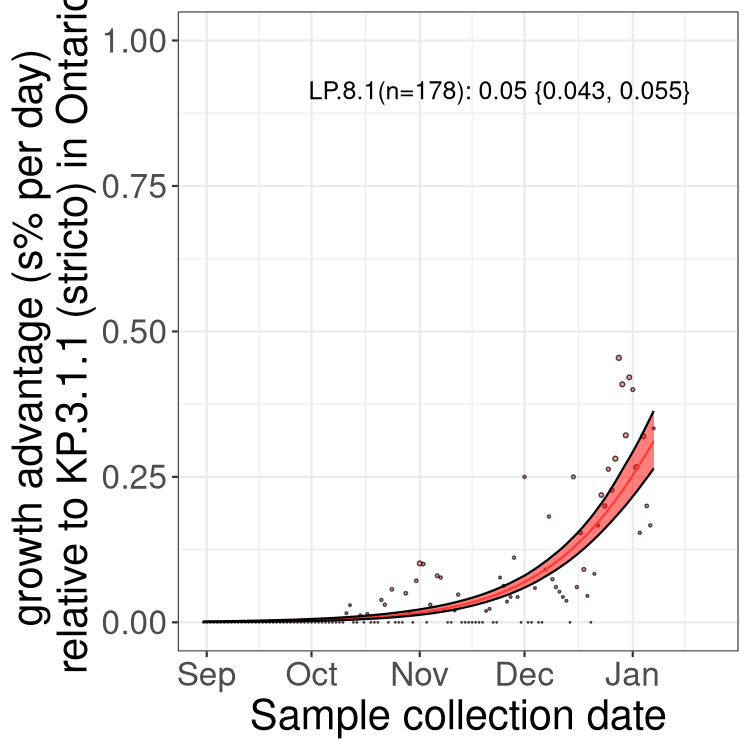 growth advantage (s% per day)
relative to KP.3.1.1 (stricto) in Ontario
1.00
0.75
0.50
0.25
0.00
LP.8.1(n=178): 0.05 {0.043, 0.055}
Sep Oct Nov Dec Jan
Sample collection date